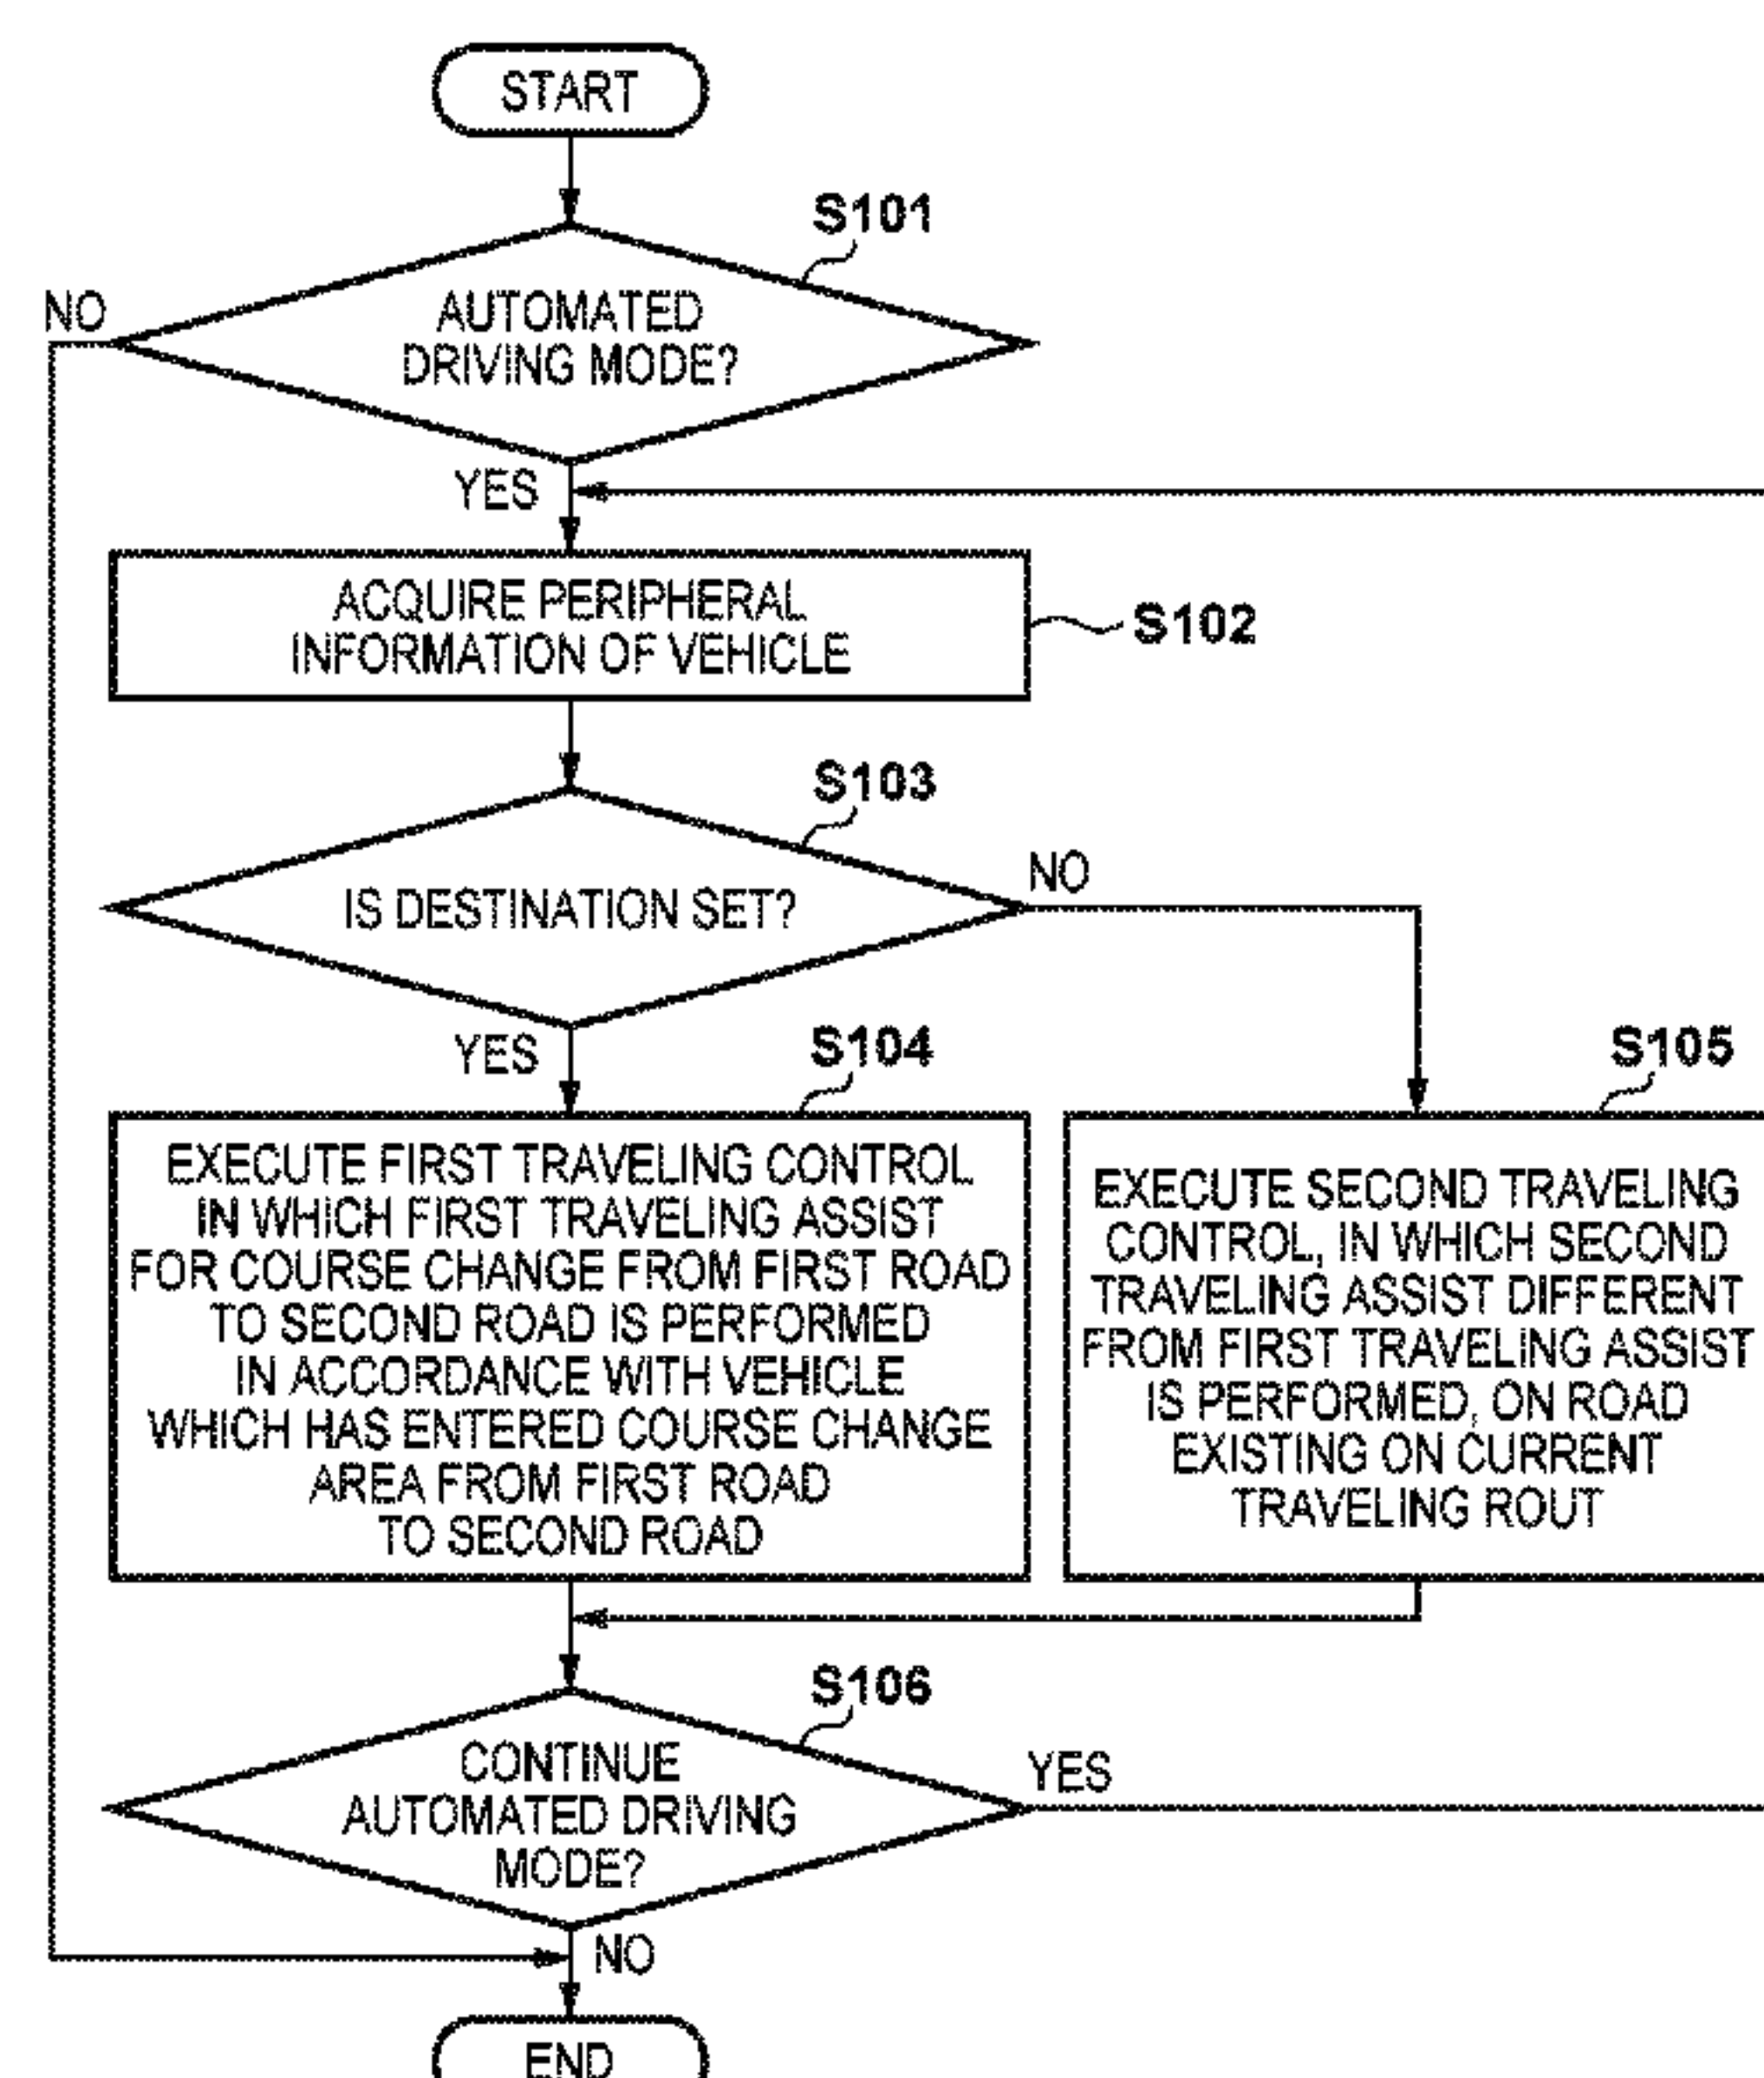 START
S101
NO
AUTOMATED
DRIVING MODE?
YES
ACQUIRE PERIPHERAL
INFORMATION OF VEHICLE
S102
S103
IS DESTINATION SET?
NO
YES
S104
EXECUTE FIRST TRAVELING CONTROL
IN WHICH FIRST TRAVELING ASSIST
FOR COURSE CHANGE FROM FIRST ROAD
TO SECOND ROAD IS PERFORMED
IN ACCORDANCE WITH VEHICLE
WHICH HAS ENTERED COURSE CHANGE
AREA FROM FIRST ROAD
TO SECOND ROAD
S105
EXECUTE SECOND TRAVELING
CONTROL, IN WHICH SECOND
TRAVELING ASSIST DIFFERENT
FROM FIRST TRAVELING ASSIST
IS PERFORMED, ON ROAD
EXISTING ON CURRENT
TRAVELING ROUT
S106
CONTINUE
AUTOMATED DRIVING
MODE?
YES
NO
END